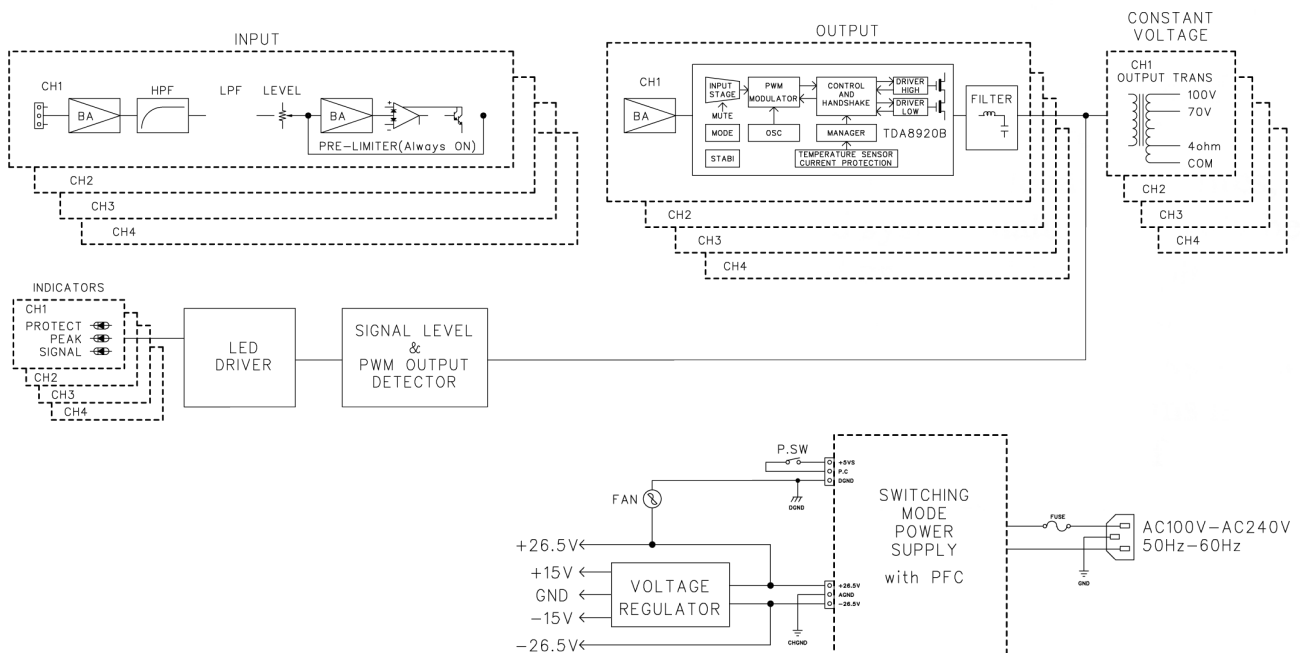 INPUT
CH1
BA
HPF
LPF
LEVEL
BA
PRE-LIMITER(Always ON)
CH2
CH3
CH4
OUTPUT
CH1
BA
INPUT
STAGE
MUTE
MODE
STABI
PWM
MODULATOR
OSC
CONTROL
AND
HANDSHAKE
MANAGER
TEMPERATURE SENSOR
CURRENT PROTECTION
DRIVER
HIGH
DRIVER
LOW
TDA8920B
FILTER
CH2
CH3
CH4
CONSTANT
VOLTAGE
CH1
OUTPUT TRANS
100V
70V
4ohm
COM
CH2
CH3
CH4
INDICATORS
CH1
PROTECT
PEAK
SIGNAL
CH2
CH3
CH4
LED
DRIVER
SIGNAL LEVEL
&
PWM OUTPUT
DETECTOR
P.SW
+5VS
P.C
DGND
DGND
FAN
+26.5V
+15V
GND
-15V
-26.5V
VOLTAGE
REGULATOR
+26.5V
AGND
-26.5V
CHGND
SWITCHING
MODE
POWER
SUPPLY
with PFC
FUSE
GND
AC100V-AC240V
50Hz-60Hz